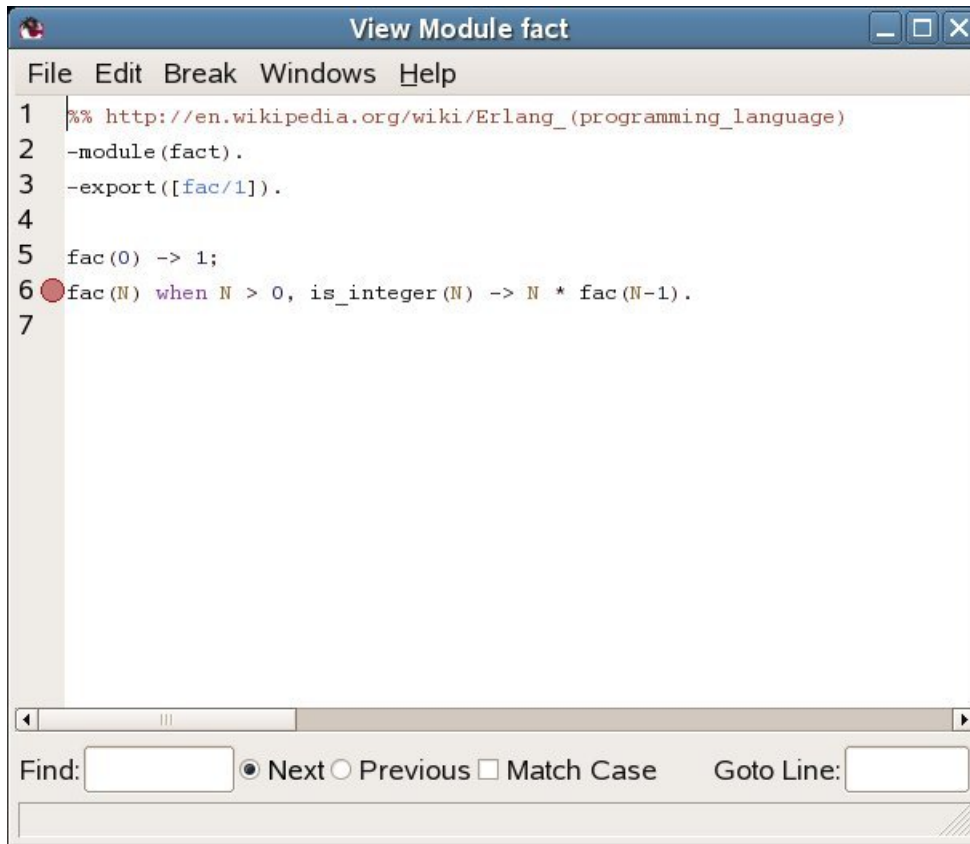 View Module fact
File Edit Break Windows Help
1 %% http://en.wikipedia.org/wiki/Erlang_(programming_language)
2 -module(fact).
3 -export([fac/1]).
4
5 fac(0) -> 1;
6 fac(N) when N > 0, is_integer(N) -> N * fac(N-1).
7
Find: Next Previous Match Case Goto Line: